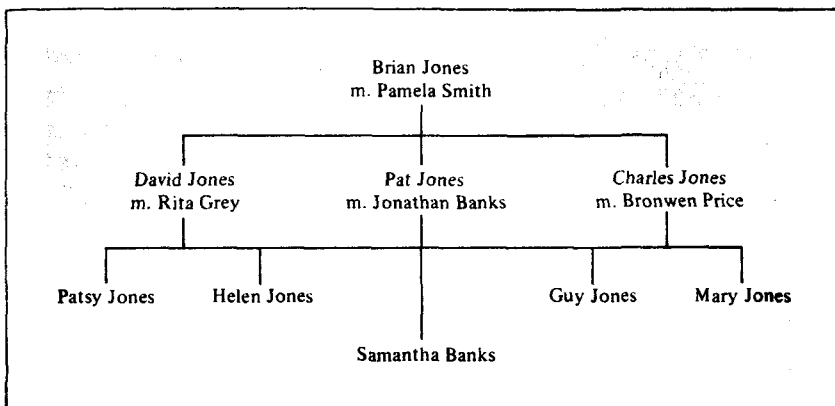 Brian Jones
m. Pamela Smith
David Jones
m. Rita Grey
Pat Jones
m. Jonathan Banks
Charles Jones
m. Bronwen Price
Patsy Jones
Helen Jones
Guy Jones
Mary Jones
Samantha Banks